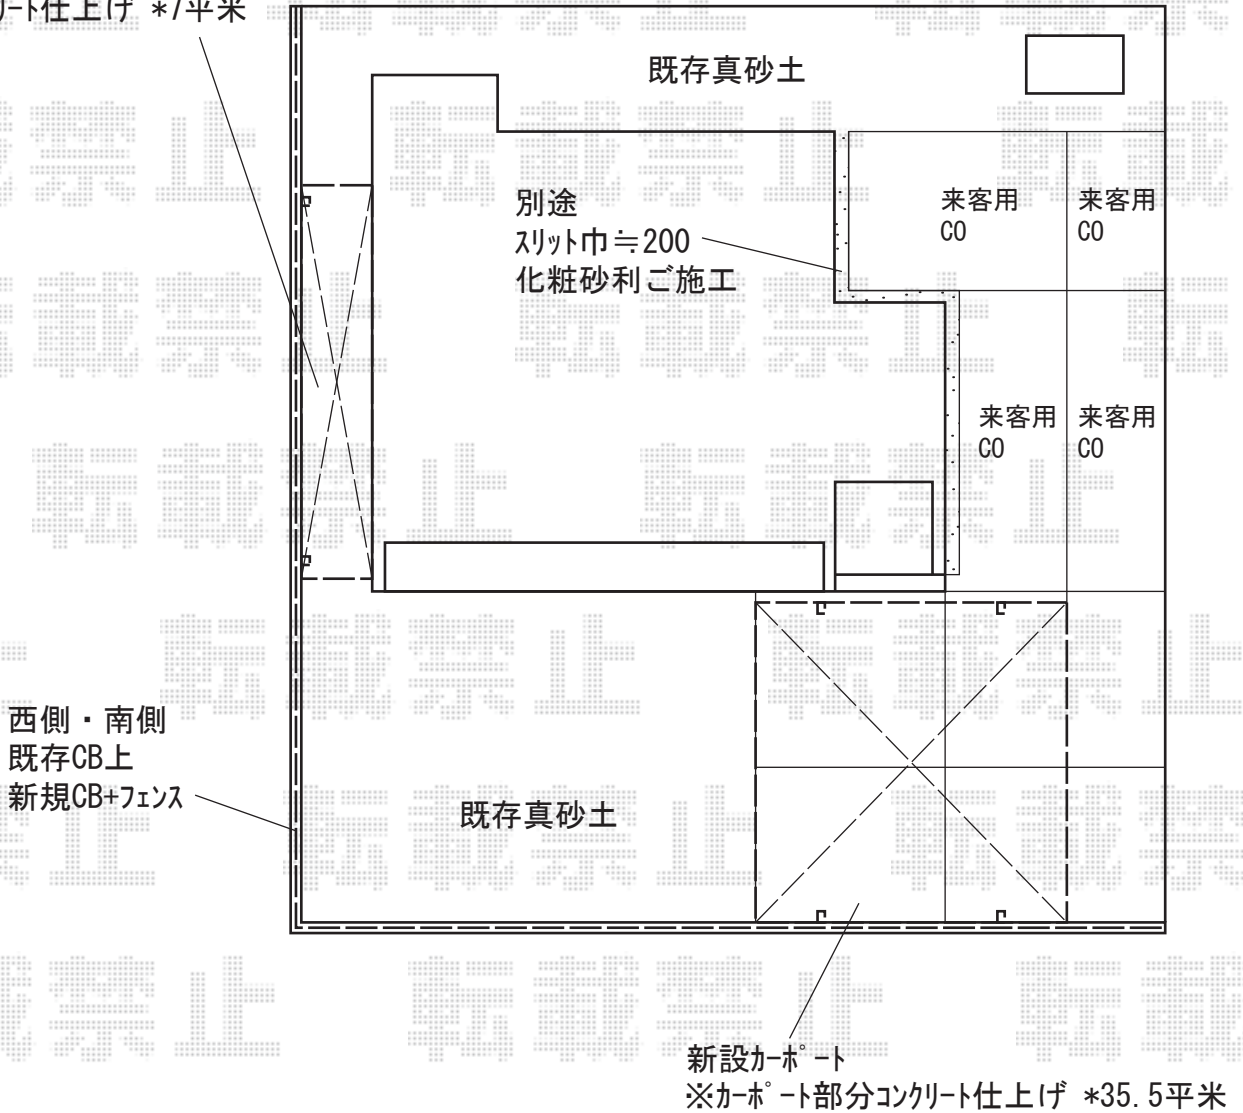 リート仕上げ *7平米
既存真砂土
別途
スリット巾≒200
化粧砂利ご施工
来客用
CO
来客用
CO
来客用
CO
来客用
CO
西側・南側
既存CB上
新規CB+フェンス
既存真砂土
新設カーポート
※カーポート部分コンクリート仕上げ *35.5平米
転載禁止